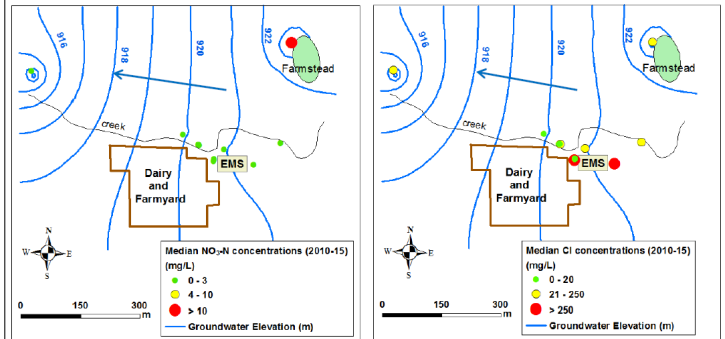 916
918
920
922
Farmstead
creek
EMS
Dairy
and
Farmyard
N
W E
S
Median NO3-N concentrations (2010-15)
(mg/L)
0 - 3
4 - 10
> 10
Groundwater Elevation (m)
0 150 300
m
916
918
920
922
Farmstead
creek
EMS
Dairy
and
Farmyard
N
W E
S
Median Cl concentrations (2010-15)
(mg/L)
0 - 20
21 - 250
> 250
Groundwater Elevation (m)
0 150 300
m